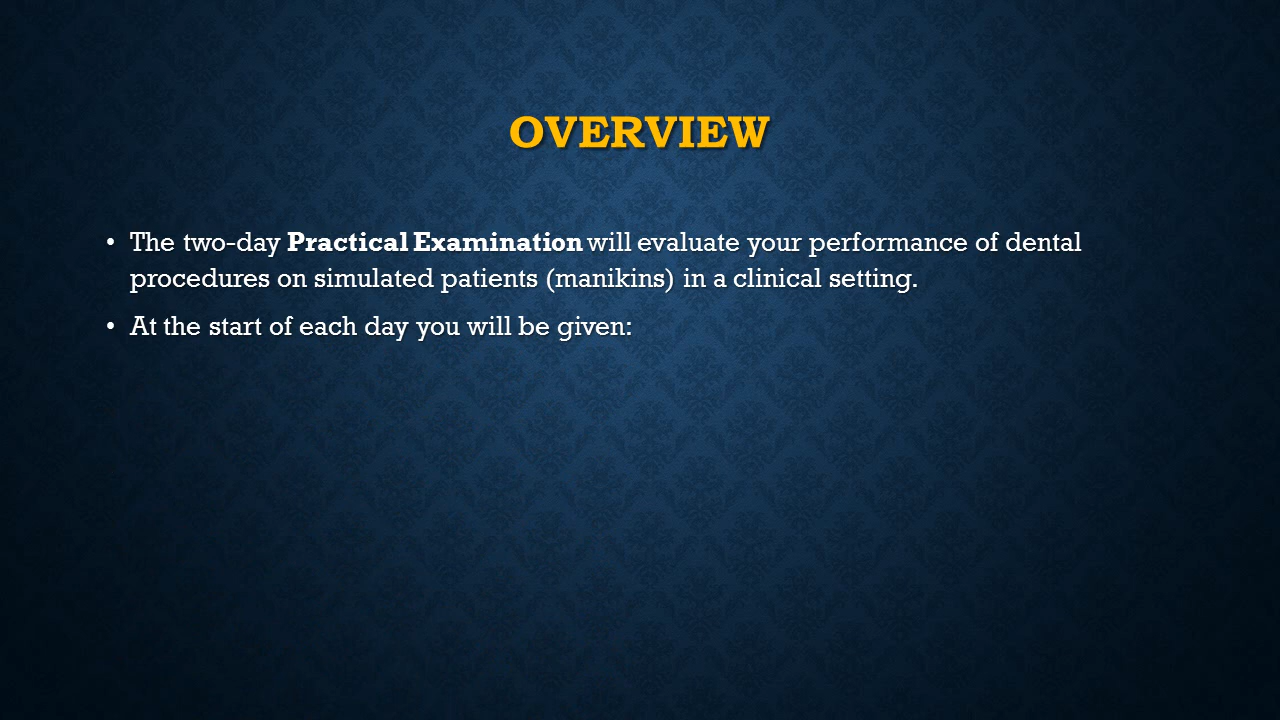 OVERVIEW
• The two-day Practical Examination will evaluate your performance of dental
procedures on simulated patients (manikins) in a clinical setting.
• At the start of each day you will be given: